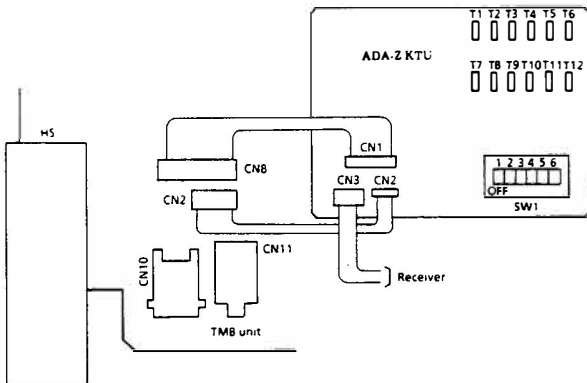 T1 T2 T3 T4 T5 T6
ADA-Z KTU
T7 T8 T9 T10 T11 T12
HS
CN1
CN8
1 2 3 4 5 6
CN2
CN3
CN2
OFF
SW1
CN10
CN11
Receiver
TMB unit